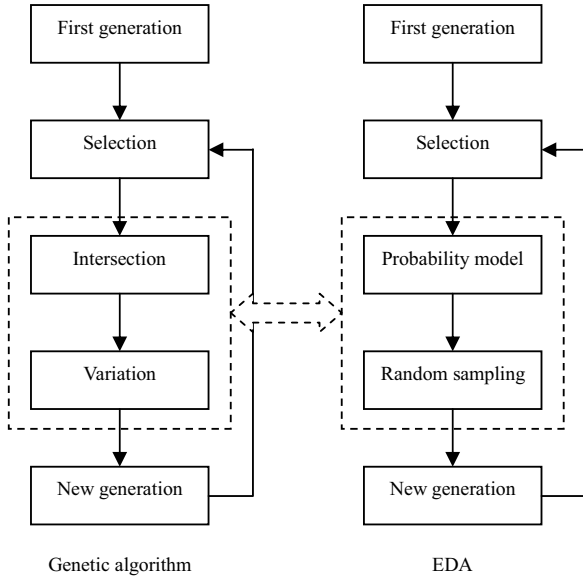 First generation
Selection
Intersection
Variation
New generation
Genetic algorithm
First generation
Selection
Probability model
Random sampling
New generation
EDA